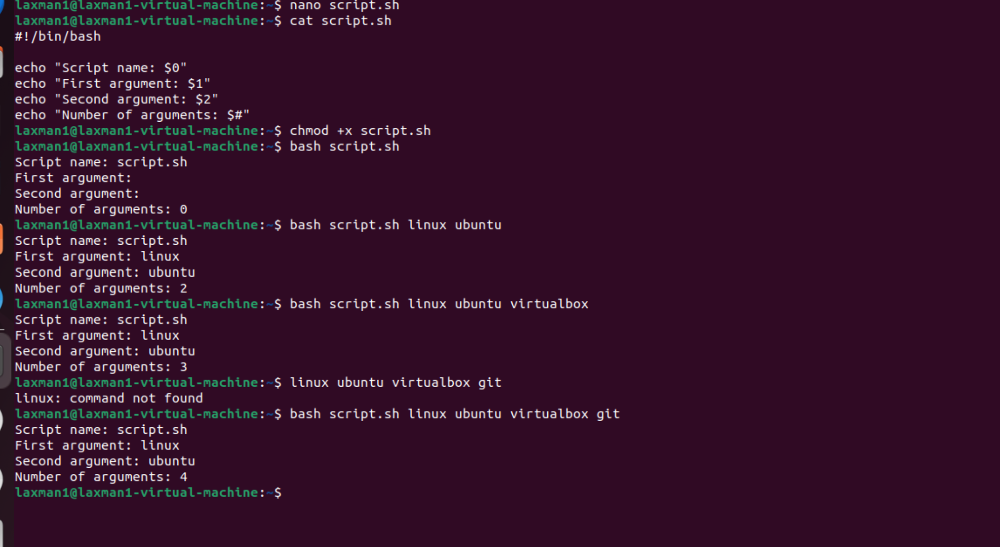 laxman1@laxman1-virtual-machine:~$ nano script.sh
laxman1@laxman1-virtual-machine:~$ cat script.sh
#!/bin/bash

echo "Script name: $0"
echo "First argument: $1"
echo "Second argument: $2"
echo "Number of arguments: $#"
laxman1@laxman1-virtual-machine:~$ chmod +x script.sh
laxman1@laxman1-virtual-machine:~$ bash script.sh
Script name: script.sh
First argument:
Second argument:
Number of arguments: 0
laxman1@laxman1-virtual-machine:~$ bash script.sh linux ubuntu
Script name: script.sh
First argument: linux
Second argument: ubuntu
Number of arguments: 2
laxman1@laxman1-virtual-machine:~$ bash script.sh linux ubuntu virtualbox
Script name: script.sh
First argument: linux
Second argument: ubuntu
Number of arguments: 3
laxman1@laxman1-virtual-machine:~$ linux ubuntu virtualbox git
linux: command not found
laxman1@laxman1-virtual-machine:~$ bash script.sh linux ubuntu virtualbox git
Script name: script.sh
First argument: linux
Second argument: ubuntu
Number of arguments: 4
laxman1@laxman1-virtual-machine:~$